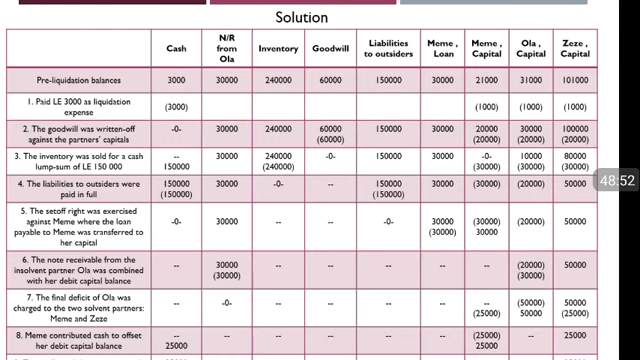 Solution
Cash N/R from Ola Inventory Goodwill Liabilities to outsiders Meme , Loan Meme , Capital Ola , Capital Zeze , Capital
Pre-liquidation balances 3000 30000 240000 60000 150000 30000 21000 31000 101000
1. Paid LE 3000 as liquidation expense (3000) (1000) (1000) (1000)
2. The goodwill was written-off against the partners' capitals -0- 30000 240000 60000 (60000) 150000 30000 20000 (20000) 30000 (20000) 100000 (20000)
3. The inventory was sold for a cash lump-sum of LE 150 000 -- 150000 30000 240000 (240000) -0- 150000 30000 -0- (30000) 10000 (30000) 80000 (30000)
4. The liabilities to outsiders were paid in full 150000 (150000) 30000 -0- -- 150000 (150000) 30000 (30000) (20000) 50000
5. The setoff right was exercised against Meme where the loan payable to Meme was transferred to her capital -0- 30000 -- -- -0- 30000 (30000) (30000) 30000 (20000) 50000
6. The note receivable from the insolvent partner Ola was combined with her debit capital balance -- 30000 (30000) -- -- -- -- -- (20000) (30000) 50000
7. The final deficit of Ola was charged to the two solvent partners: Meme and Zeze -- -0- -- -- -- -- -- (25000) (50000) 50000 50000 (25000)
8. Meme contributed cash to offset her debit capital balance -- 25000 -- -- -- -- -- (25000) 25000 -- 25000
48:52